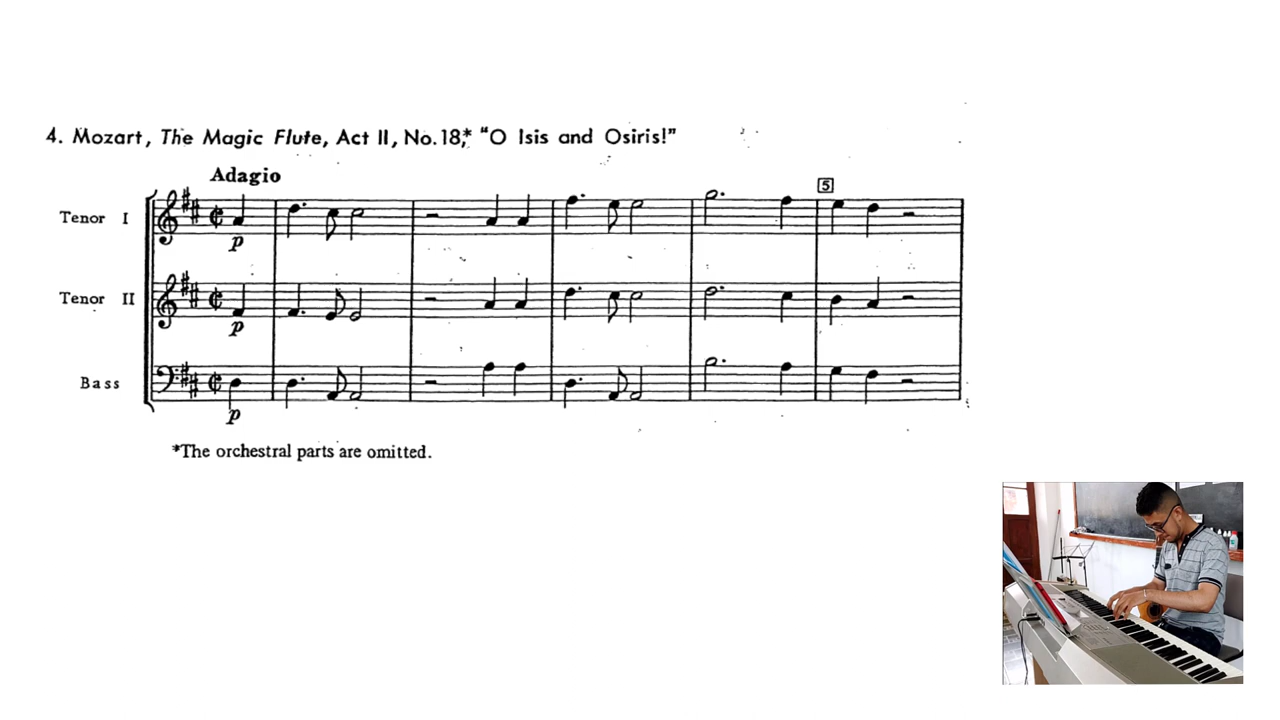 4. Mozart, The Magic Flute, Act II, No.18,* “O Isis and Osiris!”
Adagio
5
Tenor I
p
Tenor II
p
Bass
p
*The orchestral parts are omitted.